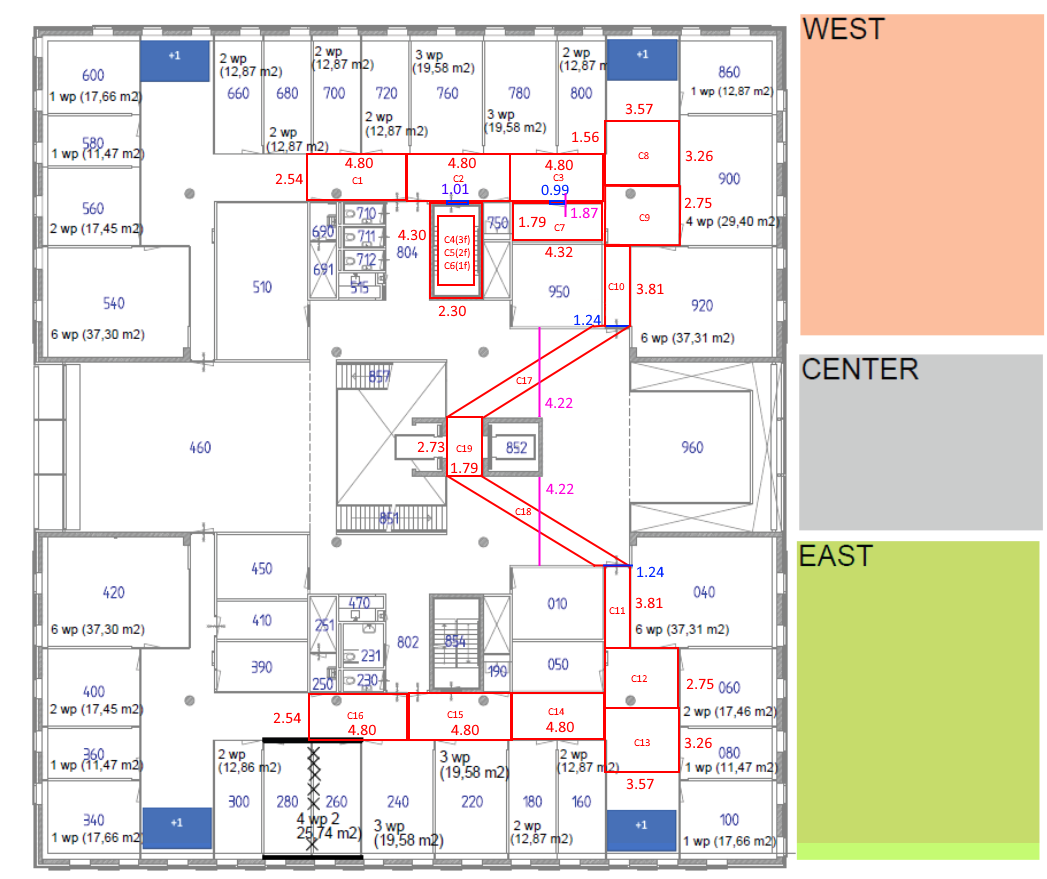 WEST
+1
2 wp
(12,87 m2)
2 wp
(12,87 m2)
3 wp
(19,58 m2)
2 wp
(12,87 m
+1
600
1 wp (17,66 m2)
660
680
700
720
760
780
800
860
1 wp (12,87 m2)
3.57
2 wp
(12,87 m2)
2 wp
(12,87 m2)
3 wp
(19,58 m2)
1.56
580
1 wp (11,47 m2)
4.80
4.80
4.80
C8
3.26
2.54
C1
C2
C3
900
1.01
0.99
560
2 wp (17,45 m2)
2.75
C9
4 wp (29,40 m2)
1.87
690
710
711
712
691
515
804
4.30
C4(3f)
C5(2f)
C6(1f)
750
1.79
C7
4.32
510
950
C10
3.81
540
6 wp (37,30 m2)
2.30
1.24
920
6 wp (37,31 m2)
CENTER
857
C17
4.22
460
2.73
C19
852
960
1.79
4.22
851
C18
EAST
450
1.24
420
6 wp (37,30 m2)
410
470
251
010
C11
3.81
040
6 wp (37,31 m2)
802
854
231
390
250
230
190
050
C12
400
2 wp (17,45 m2)
2.75
060
2 wp (17,46 m2)
2.54
C16
4.80
C15
4.80
C14
4.80
C13
3.26
360
1 wp (11,47 m2)
2 wp
(12,86 m2)
3 wp
(19,58 m2)
2 wp
(12,87 m2)
080
1 wp (11,47 m2)
3.57
300
280
260
240
220
180
160
340
1 wp (17,66 m2)
+1
4 wp 2
25,74 m2)
3 wp
(19,58 m2)
2 wp
(12,87 m2)
+1
100
1 wp (17,66 m2)